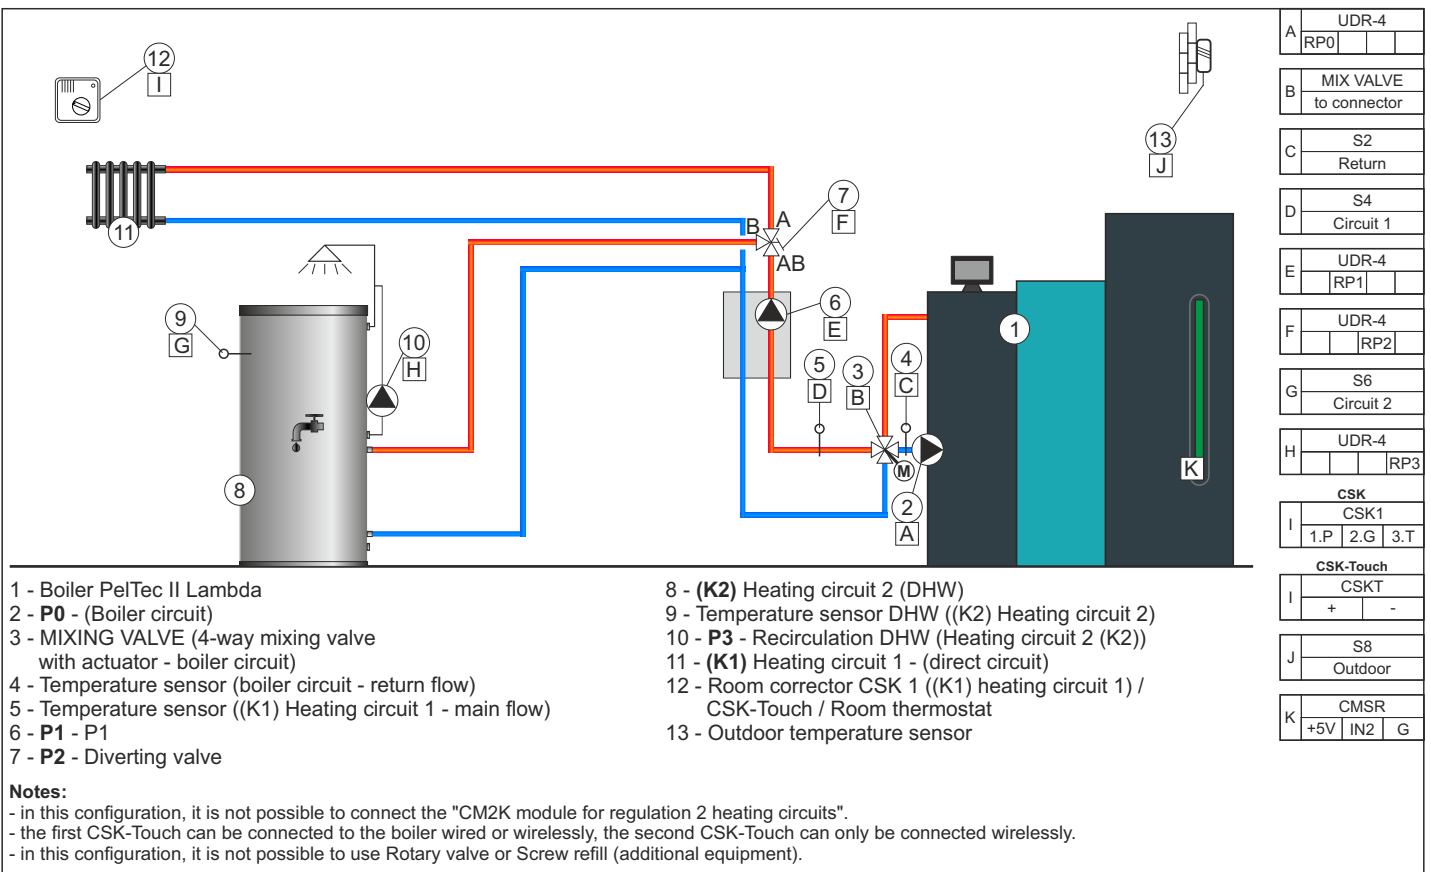 12
I
11
9
G
10
H
8
B
A
AB
7
F
6
E
5
D
3
B
4
C
M
2
A
1
13
J
K
A
UDR-4
RP0
B
MIX VALVE
to connector
C
S2
Return
D
S4
Circuit 1
E
UDR-4
RP1
F
UDR-4
RP2
G
S6
Circuit 2
H
UDR-4
RP3
CSK
I
CSK1
1.P 2.G 3.T
CSK-Touch
I
CSKT
+ -
J
S8
Outdoor
K
CMSR
+5V IN2 G
1 - Boiler PelTec II Lambda
2 - P0 - (Boiler circuit)
3 - MIXING VALVE (4-way mixing valve
with actuator - boiler circuit)
4 - Temperature sensor (boiler circuit - return flow)
5 - Temperature sensor ((K1) Heating circuit 1 - main flow)
6 - P1 - P1
7 - P2 - Diverting valve
8 - (K2) Heating circuit 2 (DHW)
9 - Temperature sensor DHW ((K2) Heating circuit 2)
10 - P3 - Recirculation DHW (Heating circuit 2 (K2))
11 - (K1) Heating circuit 1 - (direct circuit)
12 - Room corrector CSK 1 ((K1) heating circuit 1) /
CSK-Touch / Room thermostat
13 - Outdoor temperature sensor
Notes:
- in this configuration, it is not possible to connect the "CM2K module for regulation 2 heating circuits".
- the first CSK-Touch can be connected to the boiler wired or wirelessly, the second CSK-Touch can only be connected wirelessly.
- in this configuration, it is not possible to use Rotary valve or Screw refill (additional equipment).